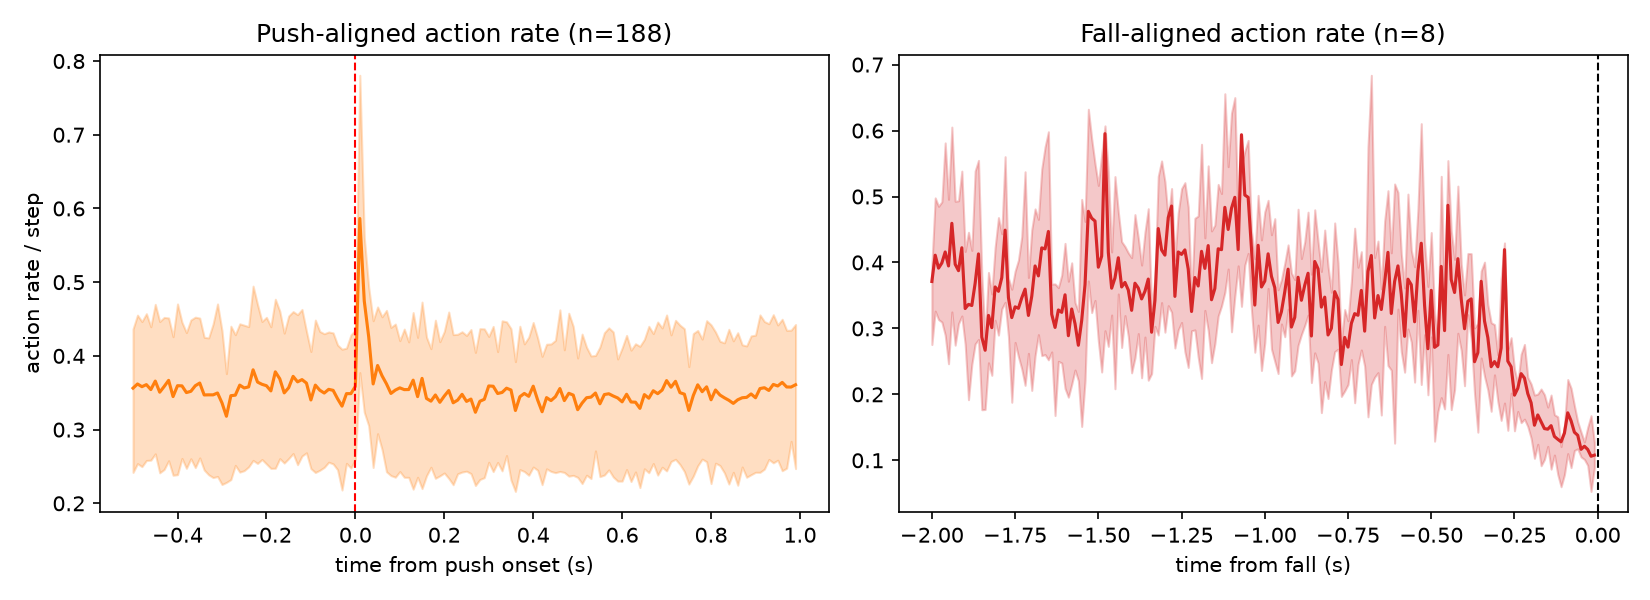 Push-aligned action rate (n=188)
action rate / step
0.8
0.7
0.6
0.5
0.4
0.3
0.2
−0.4 −0.2 0.0 0.2 0.4 0.6 0.8 1.0
time from push onset (s)
Fall-aligned action rate (n=8)
0.7
0.6
0.5
0.4
0.3
0.2
0.1
−2.00 −1.75 −1.50 −1.25 −1.00 −0.75 −0.50 −0.25 0.00
time from fall (s)